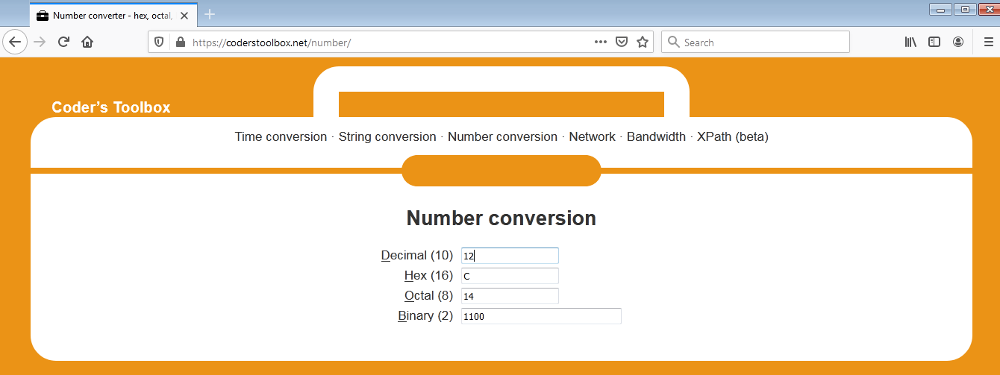 Number converter - hex, octal,
https://coderstoolbox.net/number/
Search
Coder's Toolbox
Time conversion · String conversion · Number conversion · Network · Bandwidth · XPath (beta)
Number conversion
Decimal (10) 12
Hex (16) C
Octal (8) 14
Binary (2) 1100